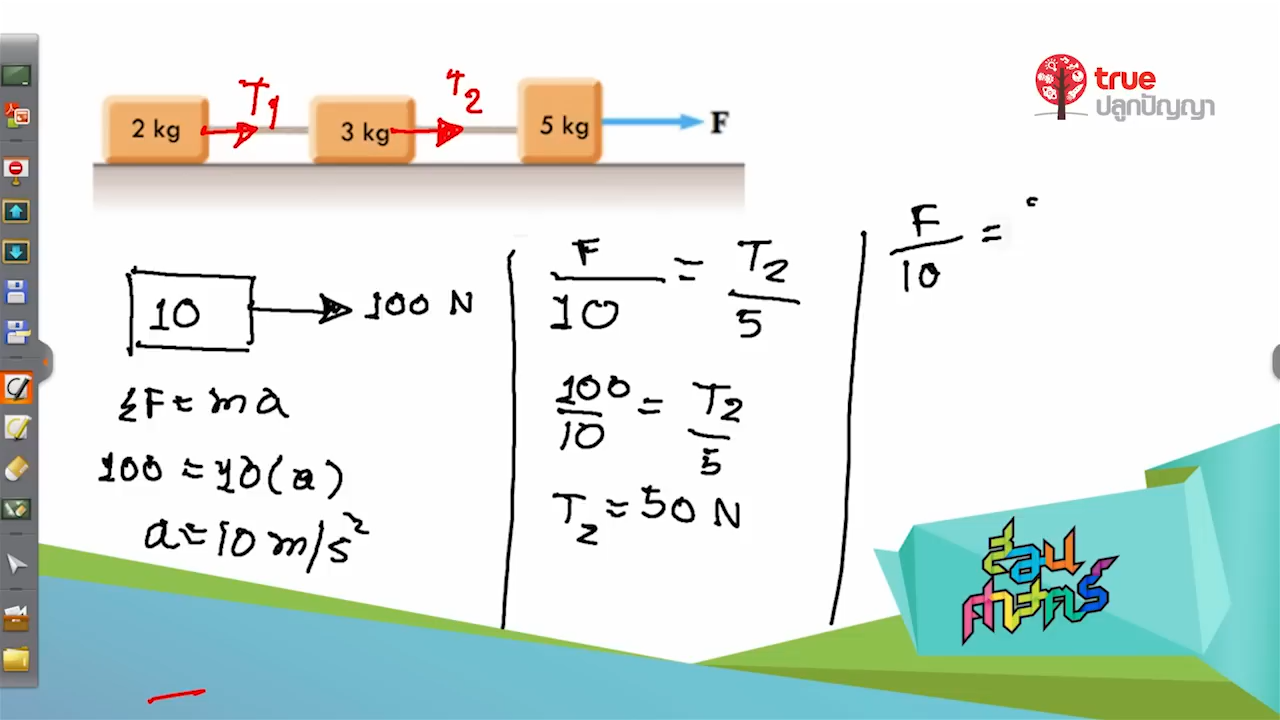 true
ปลูกปัญญา
T1
T2
2 kg
3 kg
5 kg
F
10
100 N
ΣF = ma
100 = 10(a)
a = 10 m/s²
F/10 = T2/5
100/10 = T2/5
T2 = 50 N
F/10 =
สอน
ศาสตร์